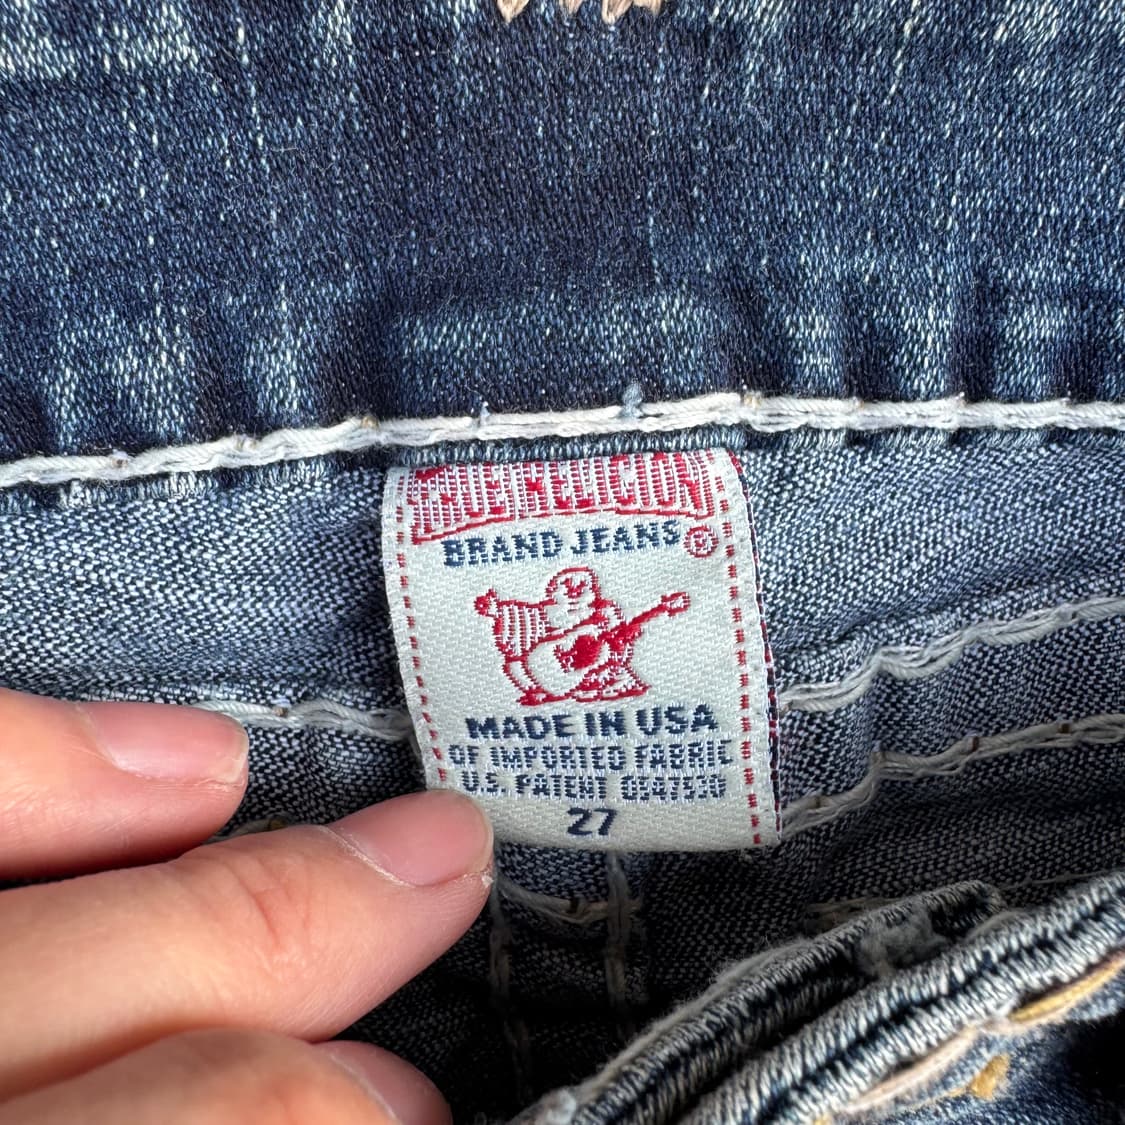 TRUE RELIGION
BRAND JEANS ®
MADE IN USA
OF IMPORTED FABRIC
U.S. PATENT
27